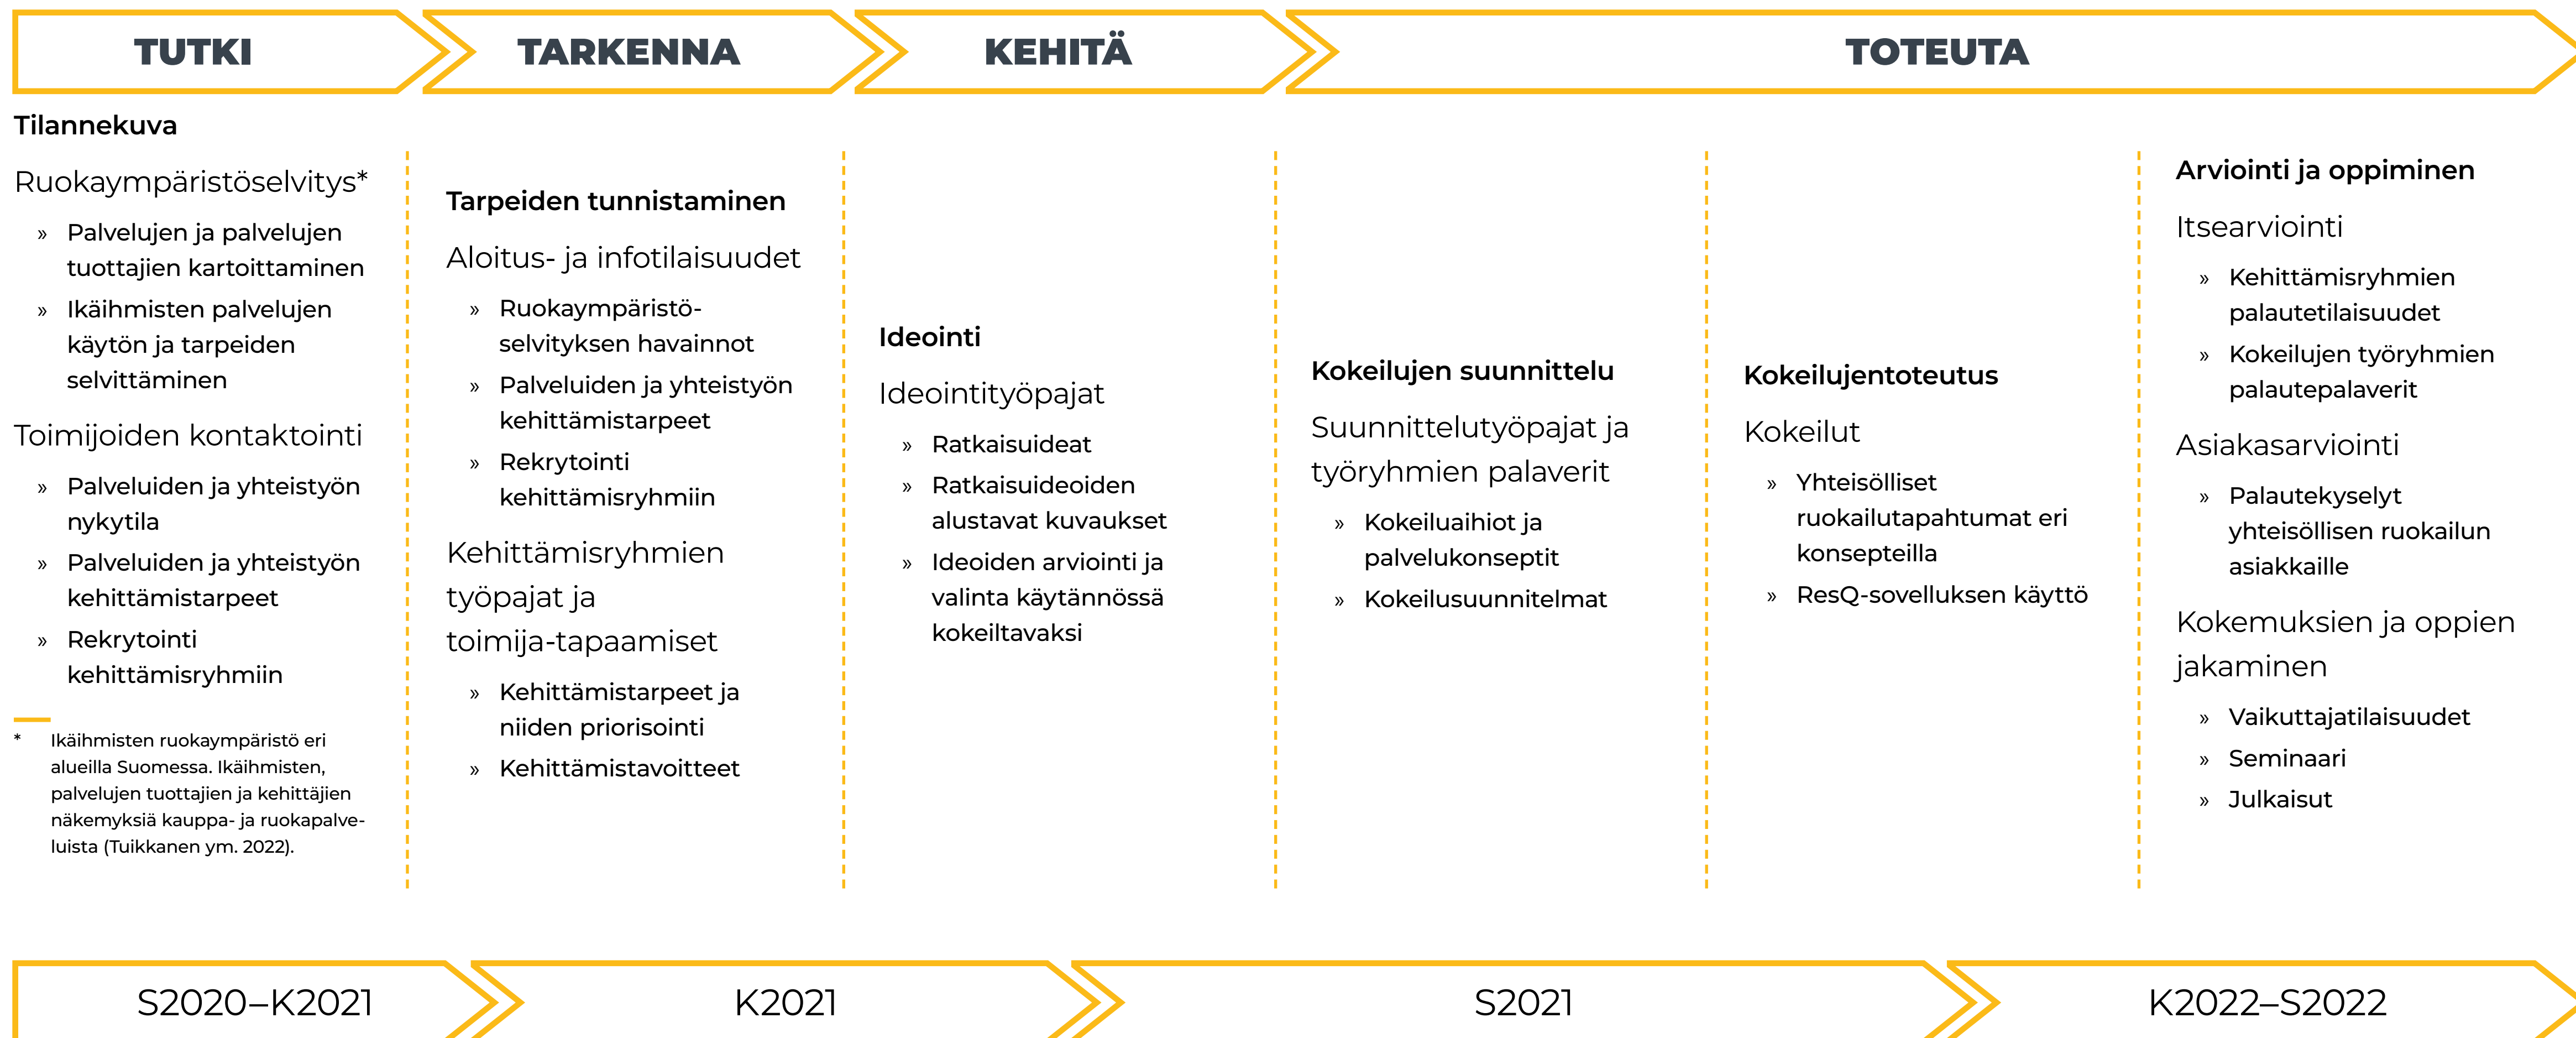 TUTKI
TARKENNA
KEHITÄ
TOTEUTA
Tilannekuva
Ruokaympäristöselvitys*
» Palvelujen ja palvelujen
tuottajien kartoittaminen
» Ikäihmisten palvelujen
käytön ja tarpeiden
selvittäminen
Toimijoiden kontaktointi
» Palveluiden ja yhteistyön
nykytila
» Palveluiden ja yhteistyön
kehittämistarpeet
» Rekrytointi
kehittämisryhmiin
* Ikäihmisten ruokaympäristö eri
alueilla Suomessa. Ikäihmisten,
palvelujen tuottajien ja kehittäjien
näkemyksiä kauppa- ja ruokapalve-
luista (Tuikkanen ym. 2022).
Tarpeiden tunnistaminen
Aloitus- ja infotilaisuudet
» Ruokaympäristö-
selvityksen havainnot
» Palveluiden ja yhteistyön
kehittämistarpeet
» Rekrytointi
kehittämisryhmiin
Kehittämisryhmien
työpajat ja
toimija-tapaamiset
» Kehittämistarpeet ja
niiden priorisointi
» Kehittämistavoitteet
Ideointi
Ideointityöpajat
» Ratkaisuideat
» Ratkaisuideoiden
alustavat kuvaukset
» Ideoiden arviointi ja
valinta käytännössä
kokeiltavaksi
Kokeilujen suunnittelu
Suunnittelutyöpajat ja
työryhmien palaverit
» Kokeiluaihiot ja
palvelukonseptit
» Kokeilusuunnitelmat
Kokeilujentoteutus
Kokeilut
» Yhteisölliset
ruokailutapahtumat eri
konsepteilla
» ResQ-sovelluksen käyttö
Arviointi ja oppiminen
Itsearviointi
» Kehittämisryhmien
palautetilaisuudet
» Kokeilujen työryhmien
palautepalaverit
Asiakasarviointi
» Palautekyselyt
yhteisöllisen ruokailun
asiakkaille
Kokemuksien ja oppien
jakaminen
» Vaikuttajatilaisuudet
» Seminaari
» Julkaisut
S2020–K2021
K2021
S2021
K2022–S2022